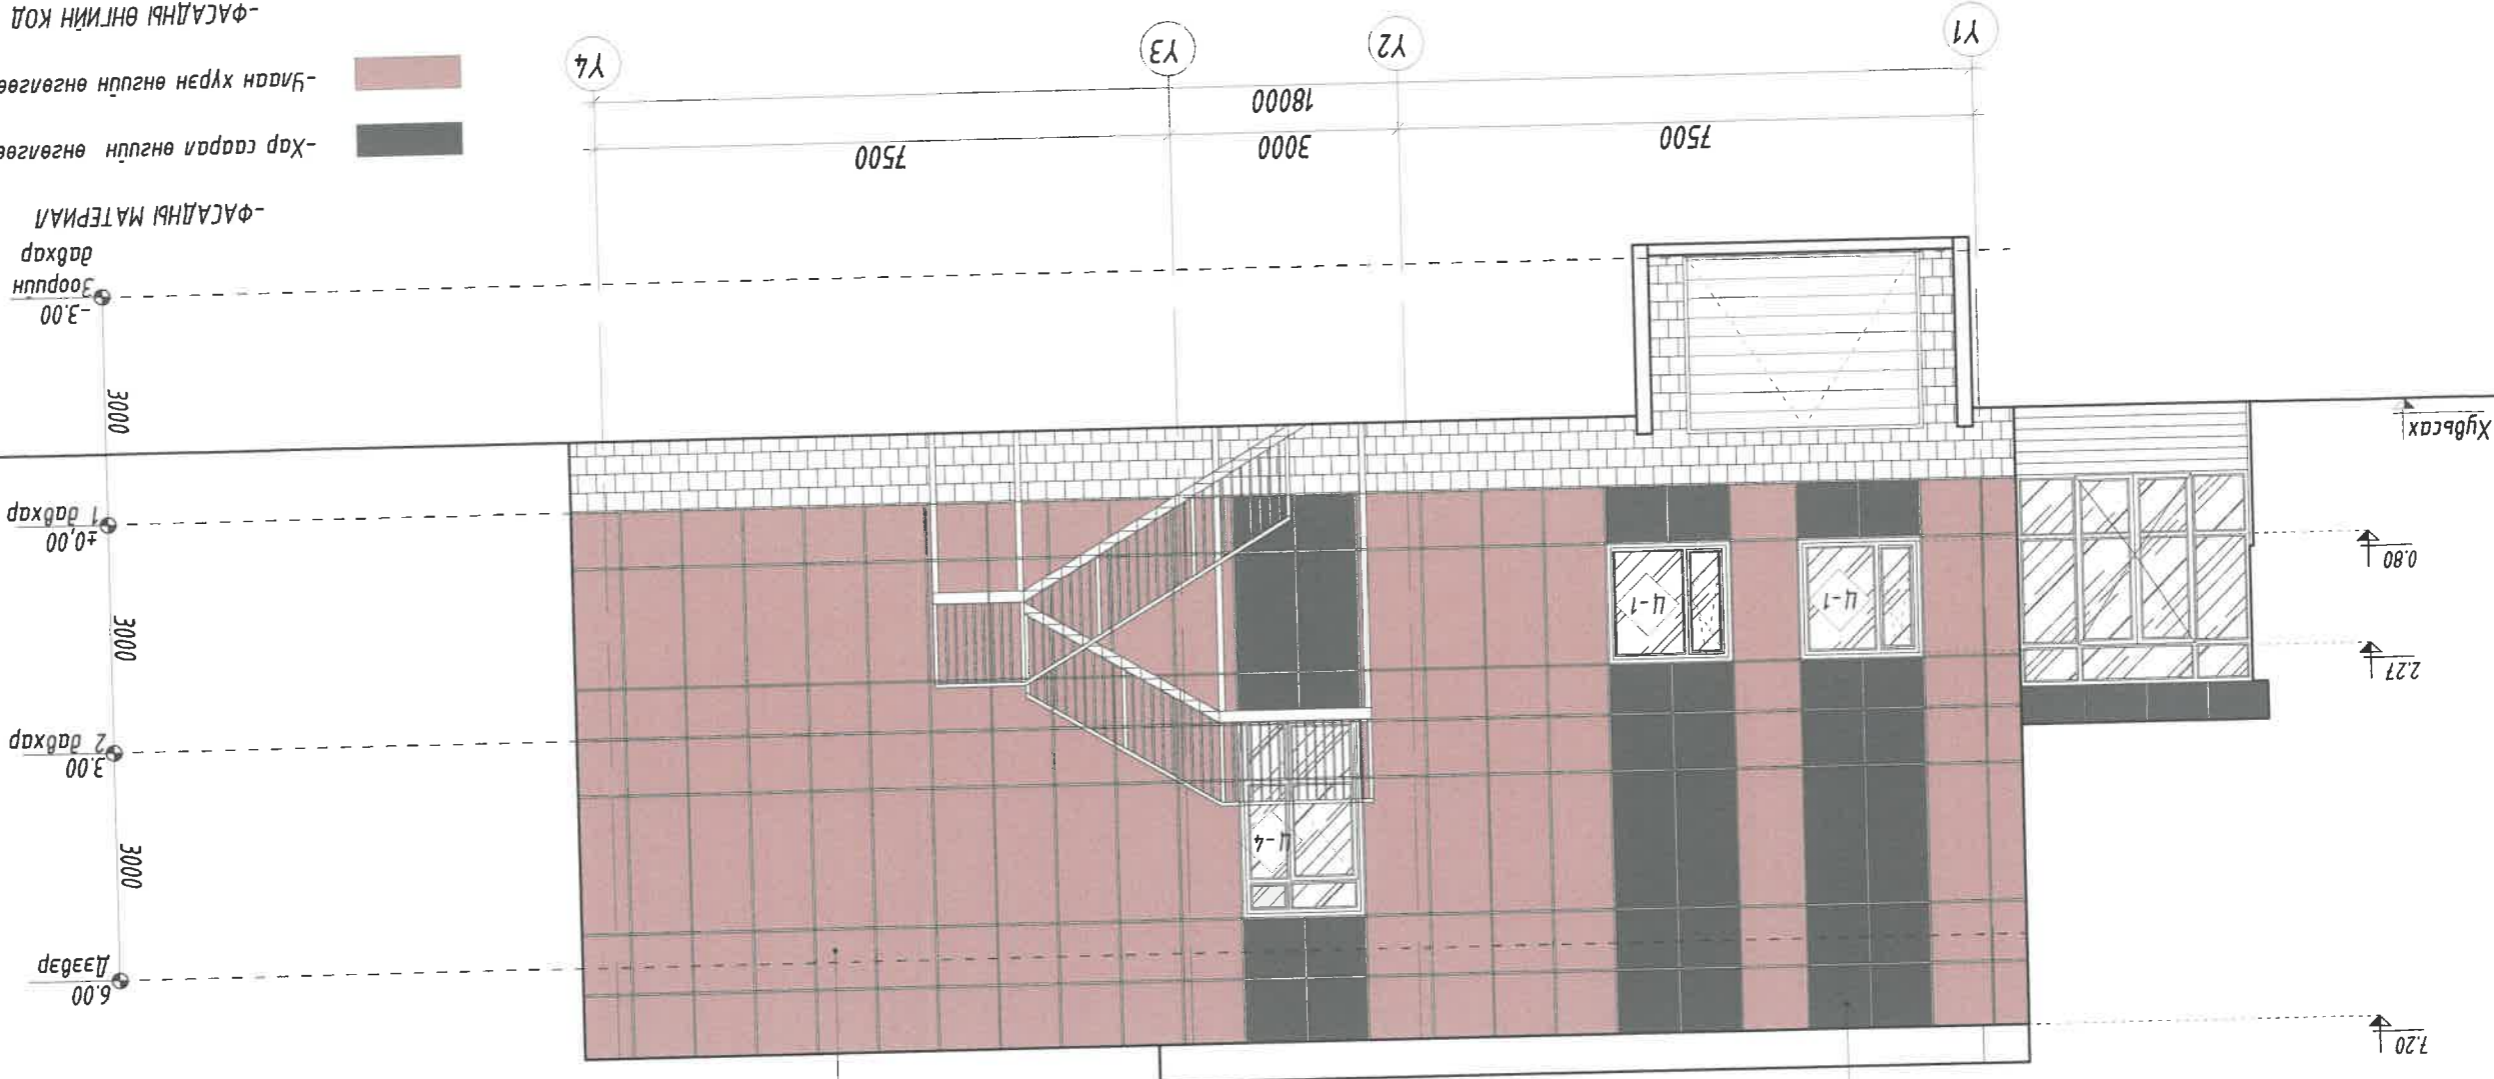 7.20
6.00
Дээвэр
3000
Ц-4
3.00
2 давхар
2.27
3000
Ц-1
Ц-1
0.80
±0,00
1 давхар
Хувьсах
3000
-3.00
Зоорийн
давхар
-ФАСАДНЫ МАТЕРИАЛ
7500
3000
7500
-Хар саарал өнгийн өнгөлгөө
18000
-Улаан хүрэн өнгийн өнгөлгөө
Y1
Y2
Y3
Y4
-ФАСАДНЫ ӨНГИЙН КОД